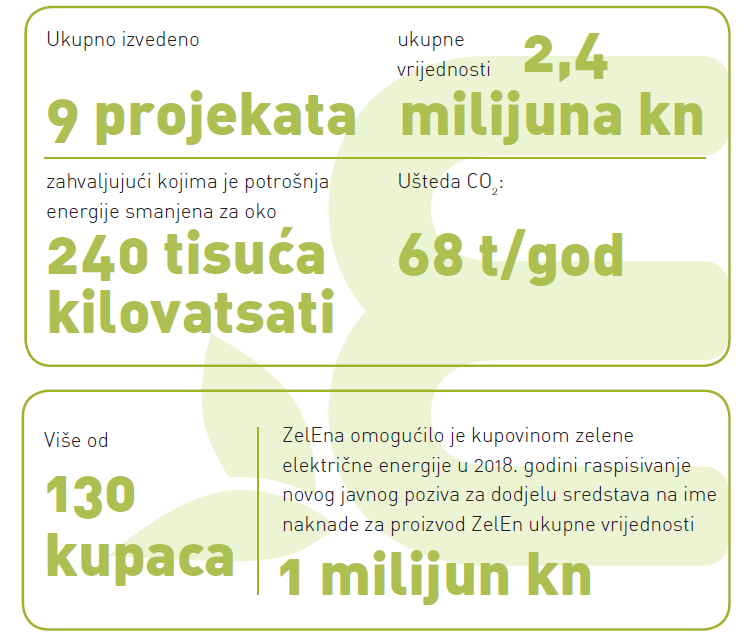 Ukupno izvedeno
9 projekata
ukupne
vrijednosti 2,4
milijuna kn
zahvaljujući kojima je potrošnja
energije smanjena za oko
240 tisuća
kilovatsati
Ušteda CO₂:
68 t/god
Više od
130
kupaca
ZelEna omogućilo je kupovinom zelene
električne energije u 2018. godini raspisivanje
novog javnog poziva za dodjelu sredstava na ime
naknade za proizvod ZelEn ukupne vrijednosti
1 milijun kn